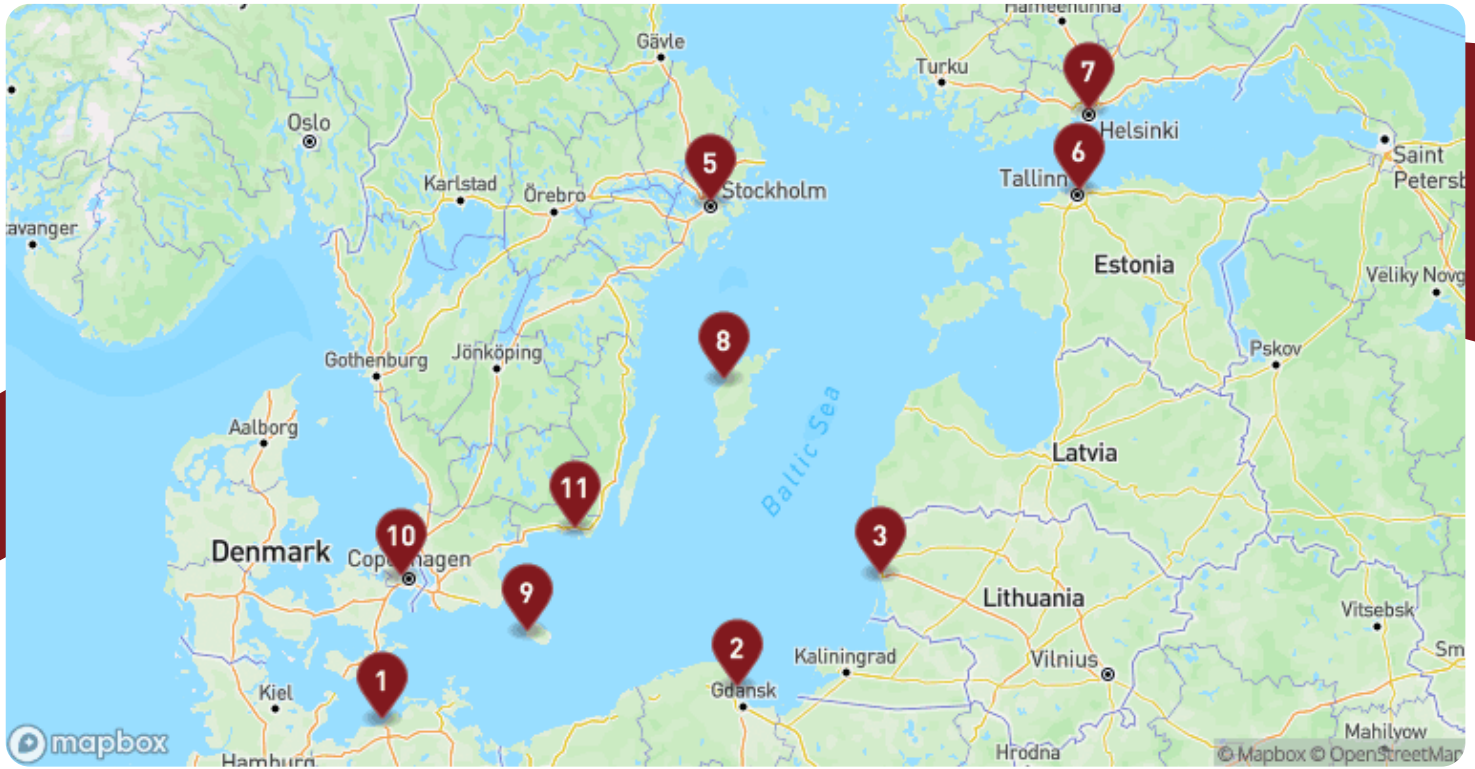 Hämeenlinna
Gävle
Turku
7
Oslo
Helsinki
6
Saint
Petersb
5
Tallinn
Karlstad
Örebro
Stockholm
avanger
Estonia
Veliky Novg
8
Gothenburg
Jönköping
Pskov
Baltic Sea
Aalborg
Latvia
11
10
3
Denmark
Copenhagen
9
Lithuania
Vitsebsk
2
Kaliningrad
Vilnius
Sm
1
Kiel
Gdansk
Mahilyow
mapbox
Hrodna
Hamburg
© Mapbox © OpenStreetMap